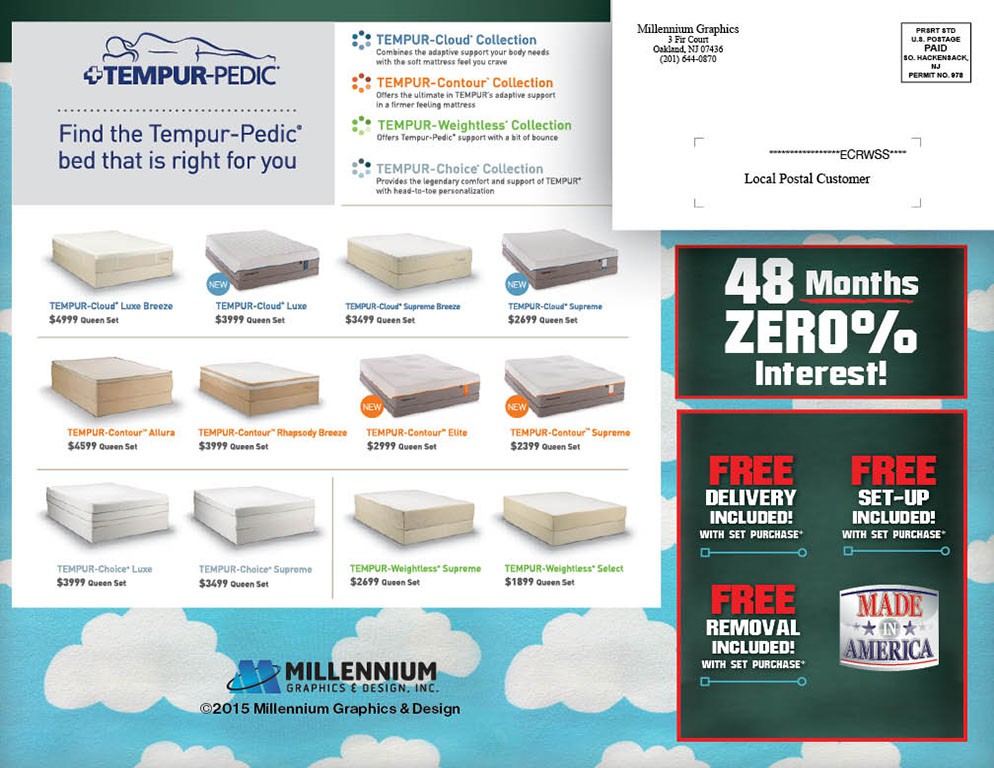 TEMPUR-PEDIC®
Find the Tempur-Pedic®
bed that is right for you
TEMPUR-Cloud® Collection
Combines the adaptive support your body needs
with the soft mattress feel you crave
TEMPUR-Contour™ Collection
Offers the ultimate in TEMPUR's adaptive support
in a firmer feeling mattress
TEMPUR-Weightless® Collection
Offers Tempur-Pedic® support with a bit of bounce
TEMPUR-Choice® Collection
Provides the legendary comfort and support of TEMPUR®
with head-to-toe personalization
Millennium Graphics
3 Fir Court
Oakland, NJ 07436
(201) 644-0870
PRSRT STD
U.S. POSTAGE
PAID
SO. HACKENSACK,
NJ
PERMIT NO. 978
*****************ECRWSS****
Local Postal Customer
NEW
NEW
TEMPUR-Cloud® Luxe Breeze
$4999 Queen Set
TEMPUR-Cloud® Luxe
$3999 Queen Set
TEMPUR-Cloud® Supreme Breeze
$3499 Queen Set
TEMPUR-Cloud® Supreme
$2699 Queen Set
NEW
NEW
TEMPUR-Contour™ Allura
$4599 Queen Set
TEMPUR-Contour™ Rhapsody Breeze
$3999 Queen Set
TEMPUR-Contour™ Elite
$2999 Queen Set
TEMPUR-Contour™ Supreme
$2399 Queen Set
TEMPUR-Choice® Luxe
$3999 Queen Set
TEMPUR-Choice® Supreme
$3499 Queen Set
TEMPUR-Weightless® Supreme
$2699 Queen Set
TEMPUR-Weightless® Select
$1899 Queen Set
48 Months
ZERO%
Interest!
FREE
DELIVERY
INCLUDED!
WITH SET PURCHASE*
FREE
SET-UP
INCLUDED!
WITH SET PURCHASE*
FREE
REMOVAL
INCLUDED!
WITH SET PURCHASE*
MADE
IN
AMERICA
MILLENNIUM
GRAPHICS & DESIGN, INC.
©2015 Millennium Graphics & Design